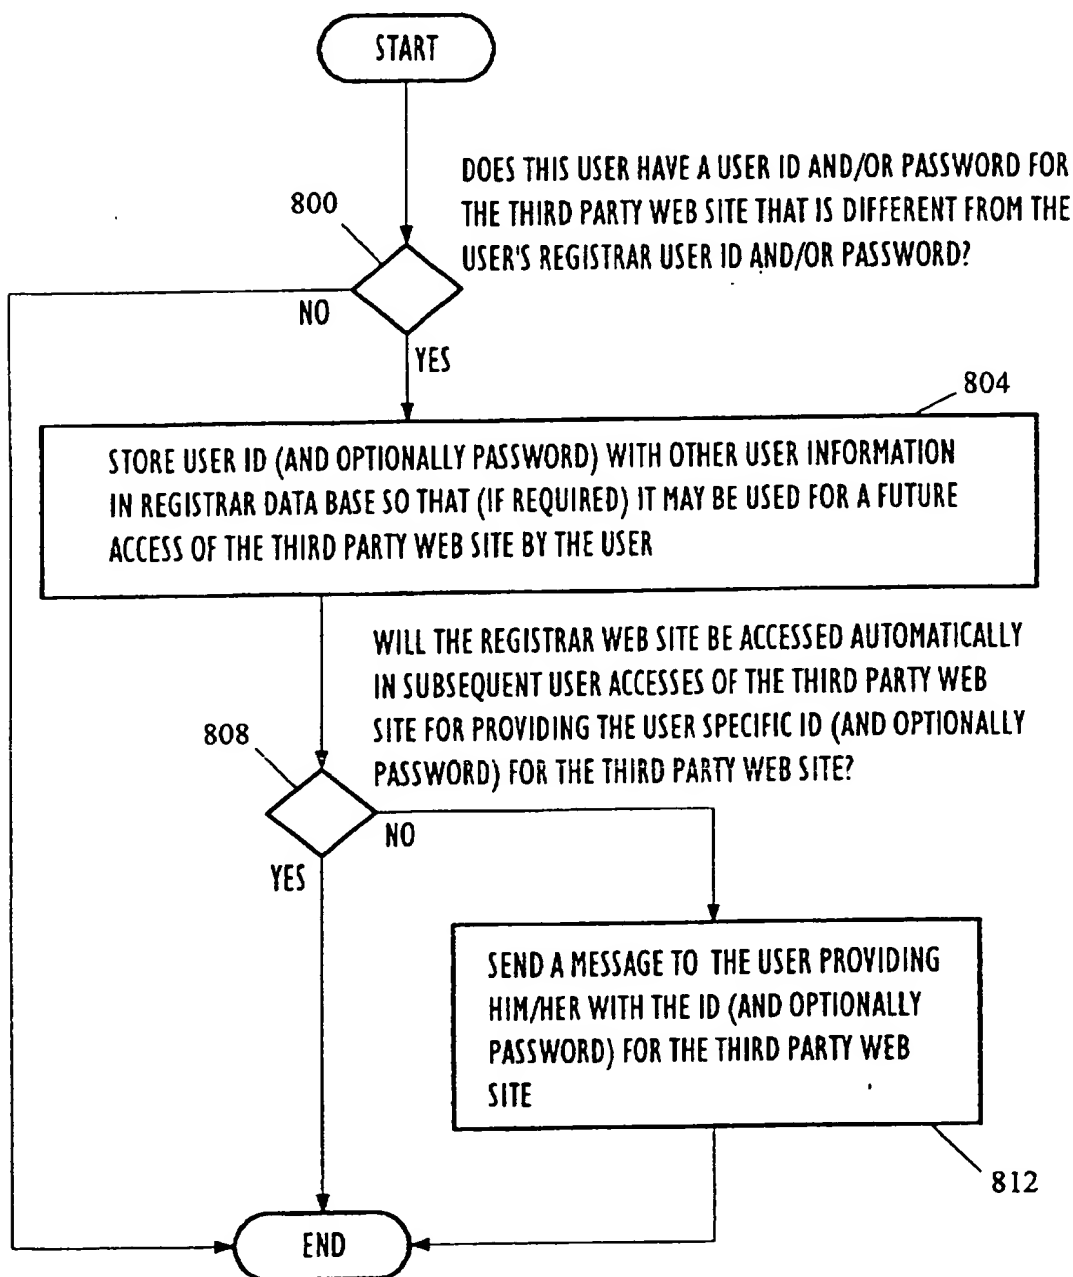 START
DOES THIS USER HAVE A USER ID AND/OR PASSWORD FOR
THE THIRD PARTY WEB SITE THAT IS DIFFERENT FROM THE
USER'S REGISTRAR USER ID AND/OR PASSWORD?
800
NO
YES
804
STORE USER ID (AND OPTIONALLY PASSWORD) WITH OTHER USER INFORMATION
IN REGISTRAR DATA BASE SO THAT (IF REQUIRED) IT MAY BE USED FOR A FUTURE
ACCESS OF THE THIRD PARTY WEB SITE BY THE USER
WILL THE REGISTRAR WEB SITE BE ACCESSED AUTOMATICALLY
IN SUBSEQUENT USER ACCESSES OF THE THIRD PARTY WEB
SITE FOR PROVIDING THE USER SPECIFIC ID (AND OPTIONALLY
PASSWORD) FOR THE THIRD PARTY WEB SITE?
808
NO
YES
SEND A MESSAGE TO THE USER PROVIDING
HIM/HER WITH THE ID (AND OPTIONALLY
PASSWORD) FOR THE THIRD PARTY WEB
SITE
812
END